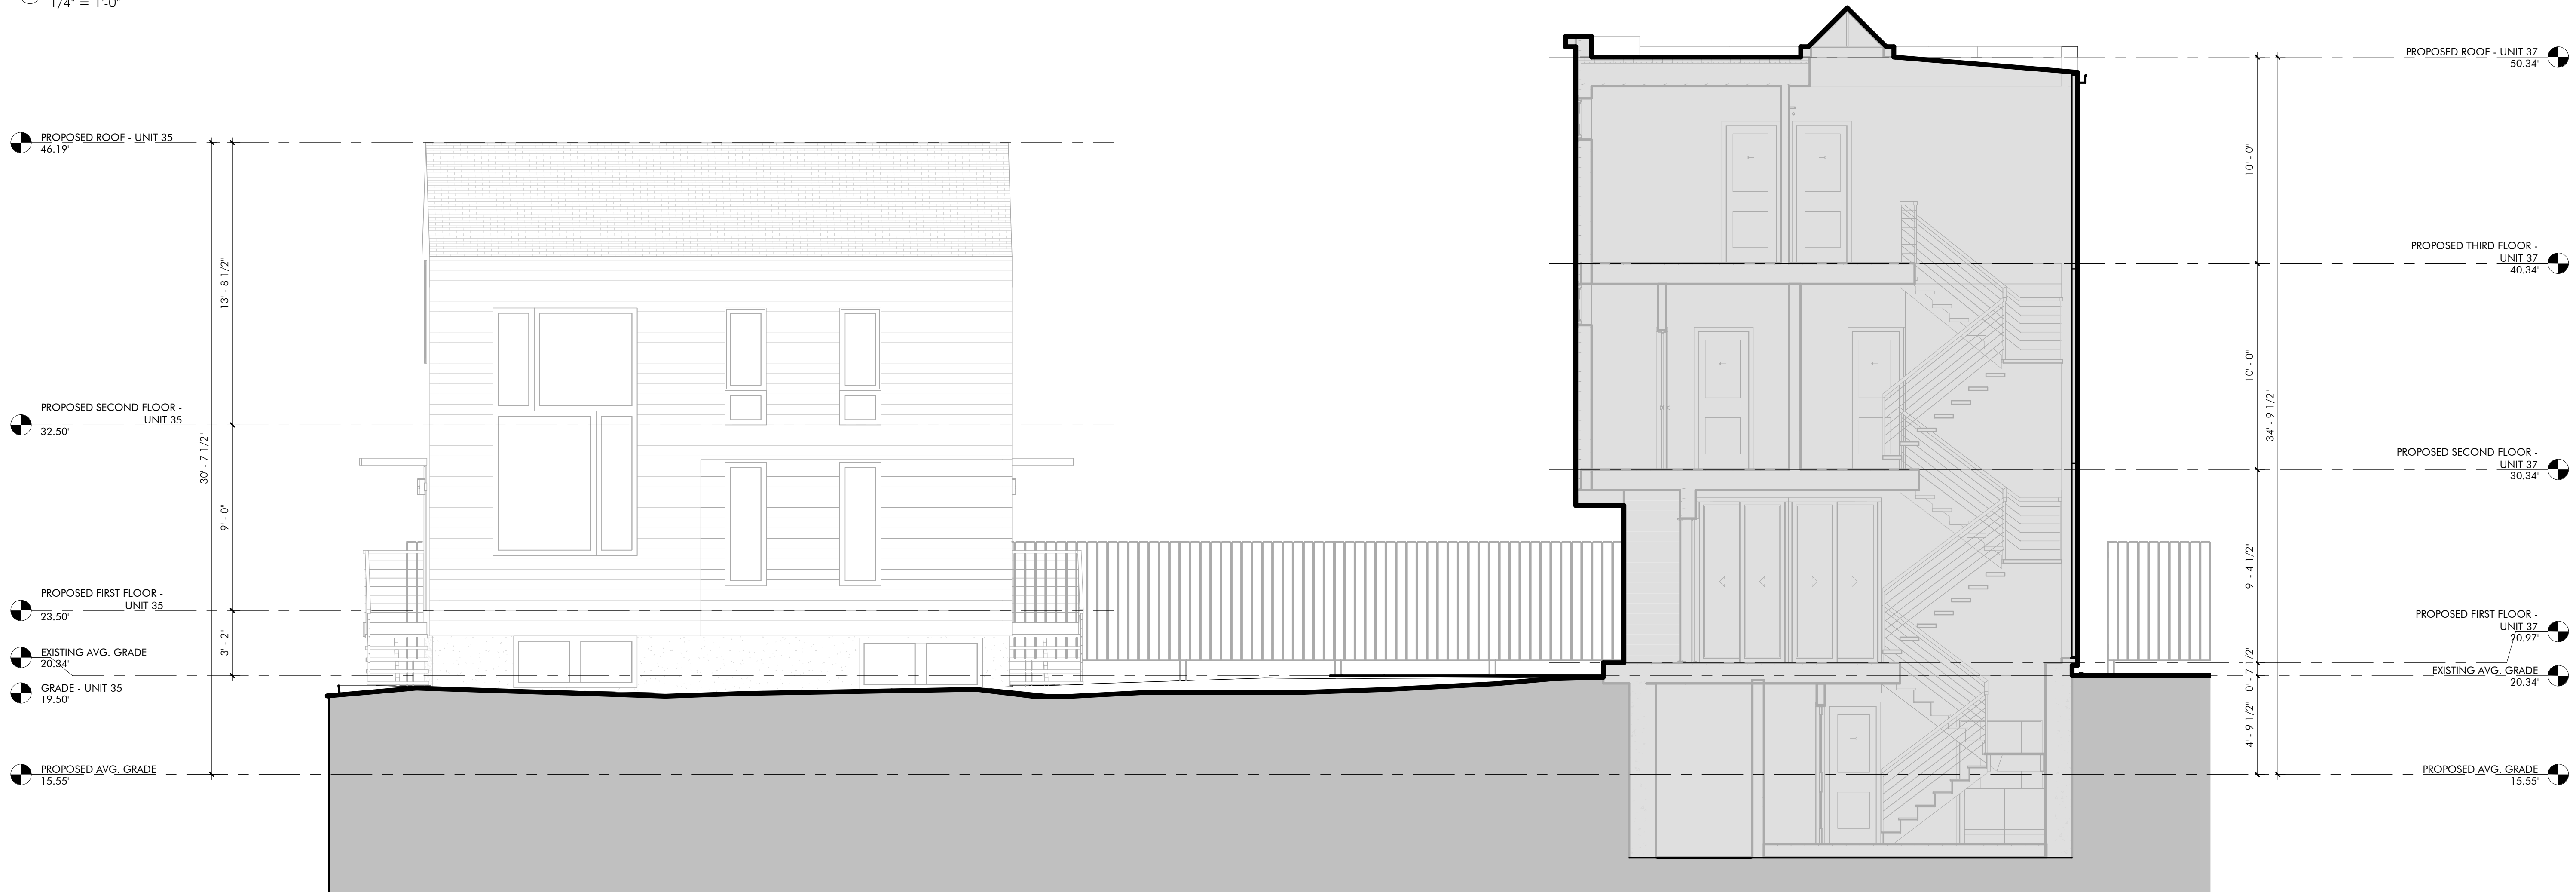 1/4" = 1'-0"
PROPOSED ROOF - UNIT 35
46.19'
PROPOSED SECOND FLOOR -
UNIT 35
32.50'
PROPOSED FIRST FLOOR -
UNIT 35
23.50'
EXISTING AVG. GRADE
20.34'
GRADE - UNIT 35
19.50'
PROPOSED AVG. GRADE
15.55'
30' - 7 1/2"
13' - 8 1/2"
9' - 0"
3' - 2"
10' - 0"
10' - 0"
9' - 4 1/2"
0' - 7 1/2"
4' - 9 1/2"
34' - 9 1/2"
PROPOSED ROOF - UNIT 37
50.34'
PROPOSED THIRD FLOOR -
UNIT 37
40.34'
PROPOSED SECOND FLOOR -
UNIT 37
30.34'
PROPOSED FIRST FLOOR -
UNIT 37
20.97'
EXISTING AVG. GRADE
20.34'
PROPOSED AVG. GRADE
15.55'